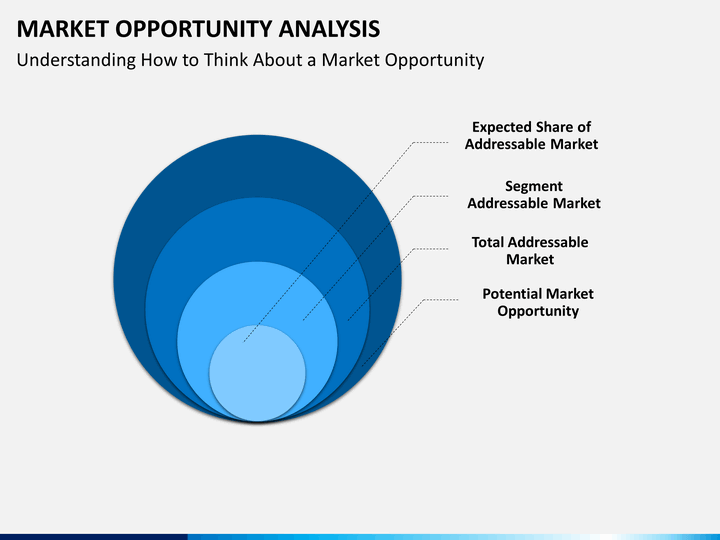 MARKET OPPORTUNITY ANALYSIS
Understanding How to Think About a Market Opportunity
Expected Share of
Addressable Market
Segment
Addressable Market
Total Addressable
Market
Potential Market
Opportunity